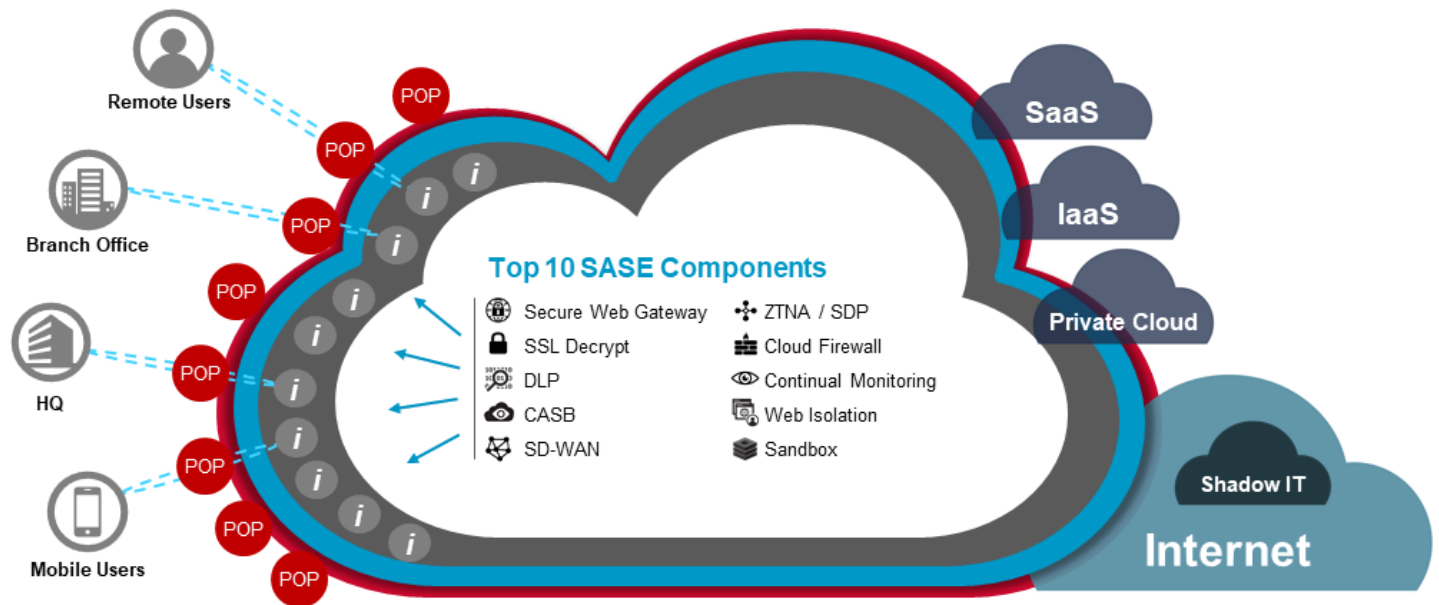 Remote Users
Branch Office
HQ
Mobile Users
POP
POP
POP
POP
POP
POP
POP
POP
i
i
i
i
i
i
i
i
i
i
Top 10 SASE Components
Secure Web Gateway
SSL Decrypt
DLP
CASB
SD-WAN
ZTNA / SDP
Cloud Firewall
Continual Monitoring
Web Isolation
Sandbox
SaaS
IaaS
Private Cloud
Shadow IT
Internet